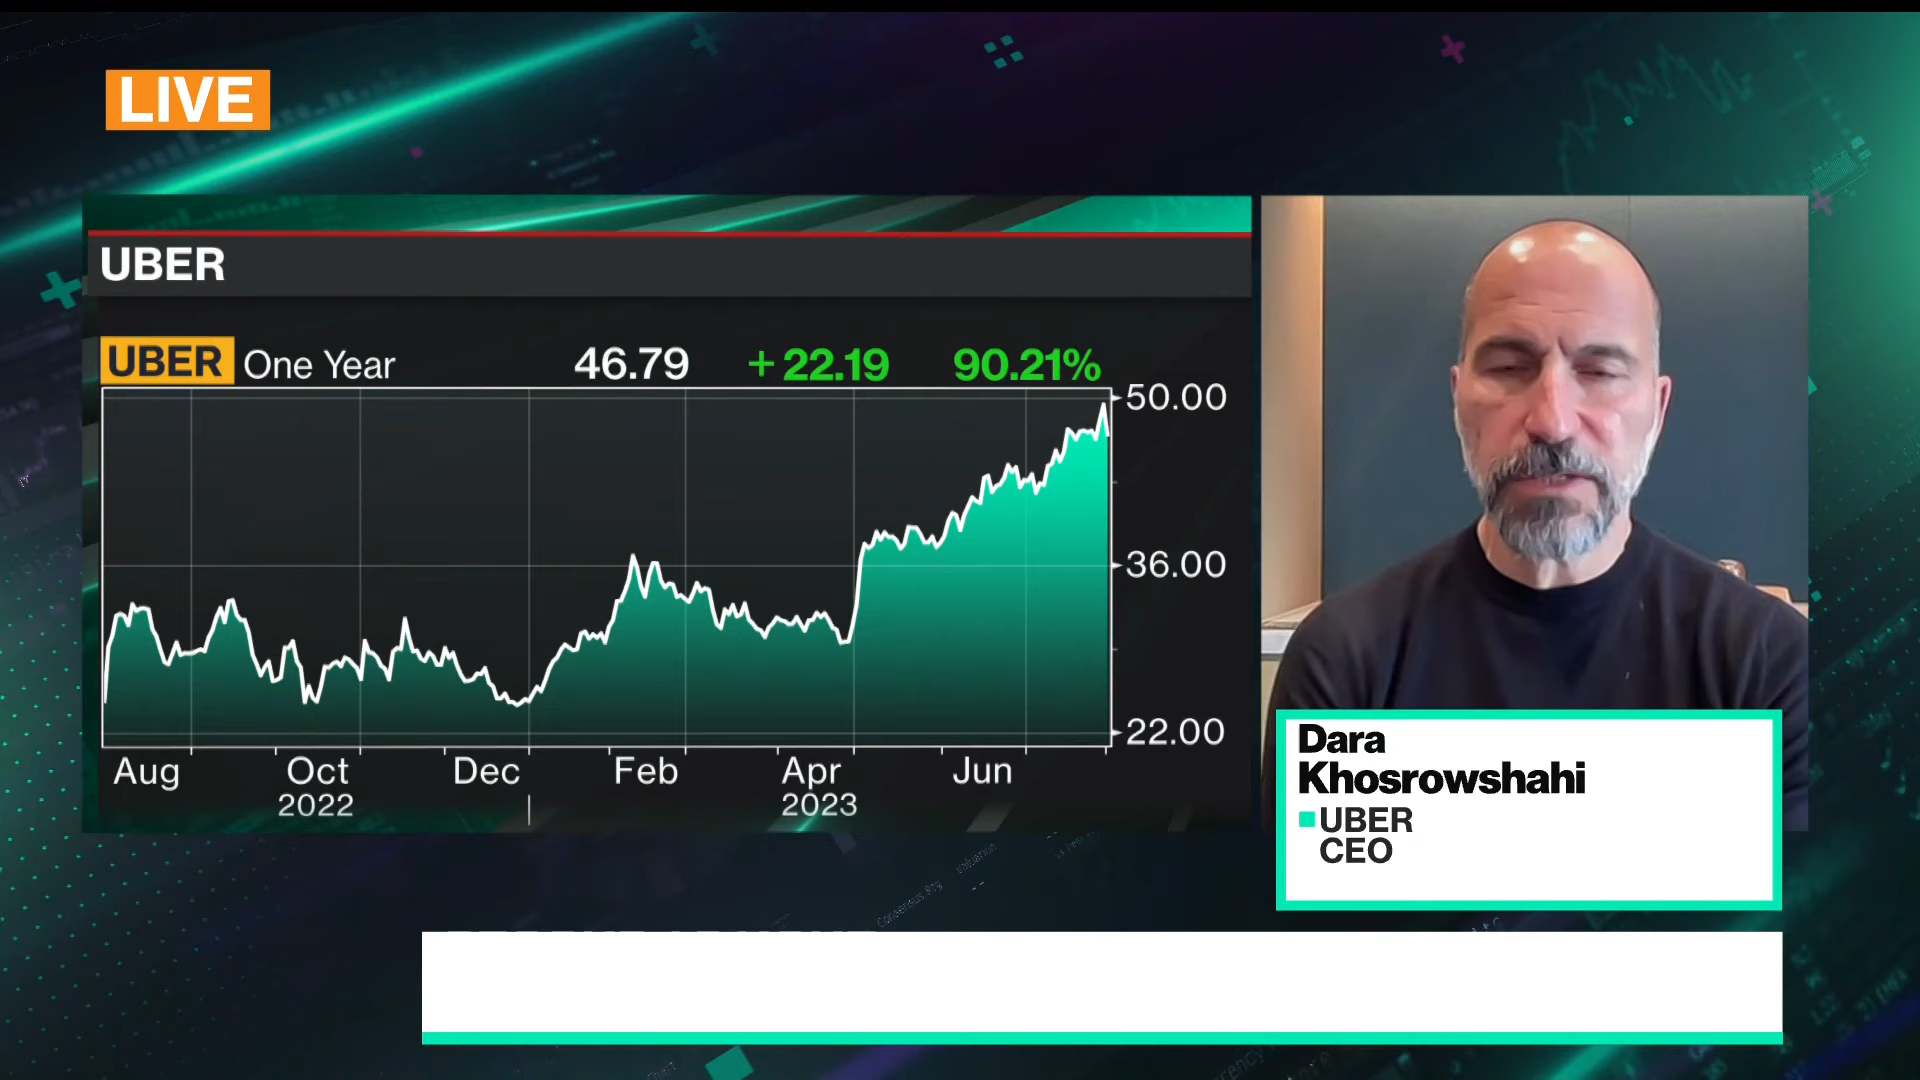 LIVE
UBER
UBER One Year 46.79 +22.19 90.21%
50.00
36.00
22.00
Aug Oct Dec Feb Apr Jun
2022 2023
Dara
Khosrowshahi
UBER
CEO
Valuation